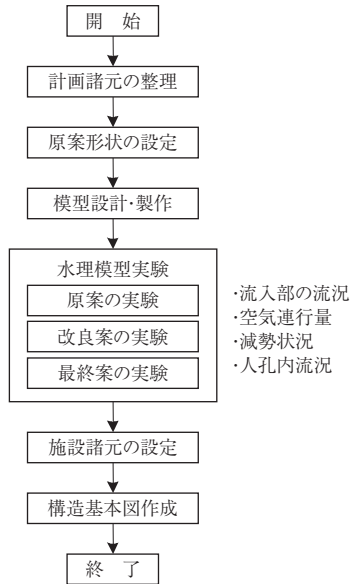 開 始
計画諸元の整理
原案形状の設定
模型設計・製作
水理模型実験
原案の実験
改良案の実験
最終案の実験
・流入部の流況
・空気連行量
・減勢状況
・人孔内流況
施設諸元の設定
構造基本図作成
終 了